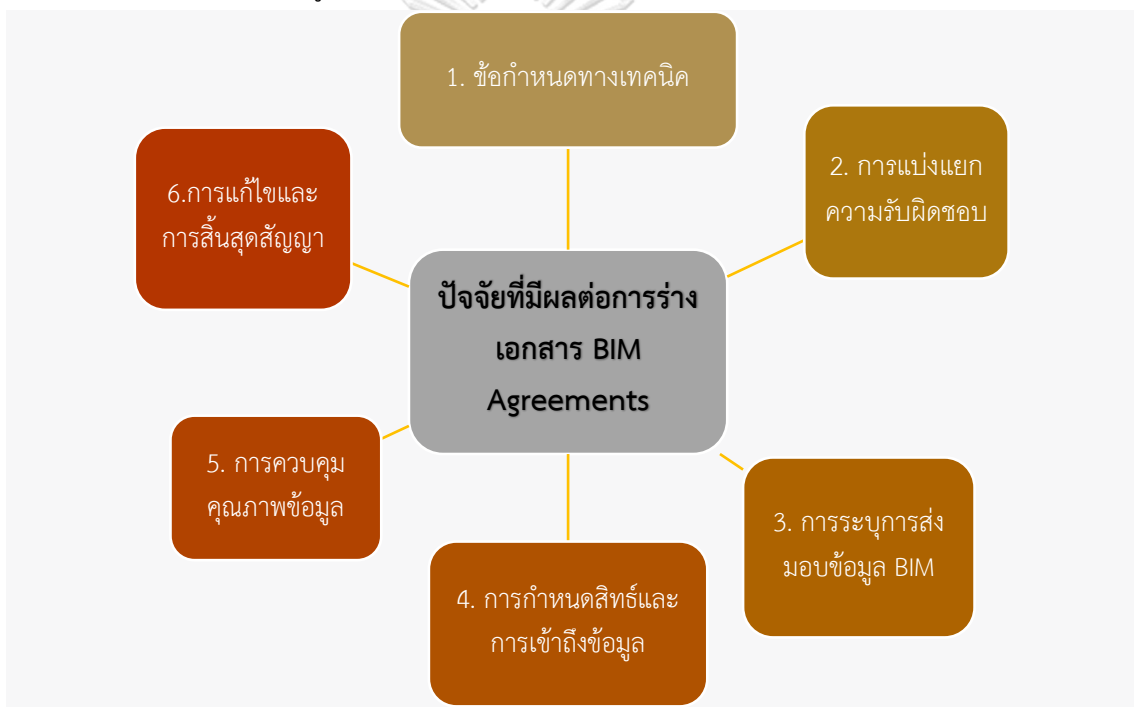 1. ข้อกำหนดทางเทคนิค
2. การแบ่งแยก
ความรับผิดชอบ
6.การแก้ไขและ
การสิ้นสุดสัญญา
ปัจจัยที่มีผลต่อการร่าง
เอกสาร BIM
Agreements
5. การควบคุม
คุณภาพข้อมูล
3. การระบุการส่ง
มอบข้อมูล BIM
4. การกำหนดสิทธ์และ
การเข้าถึงข้อมูล